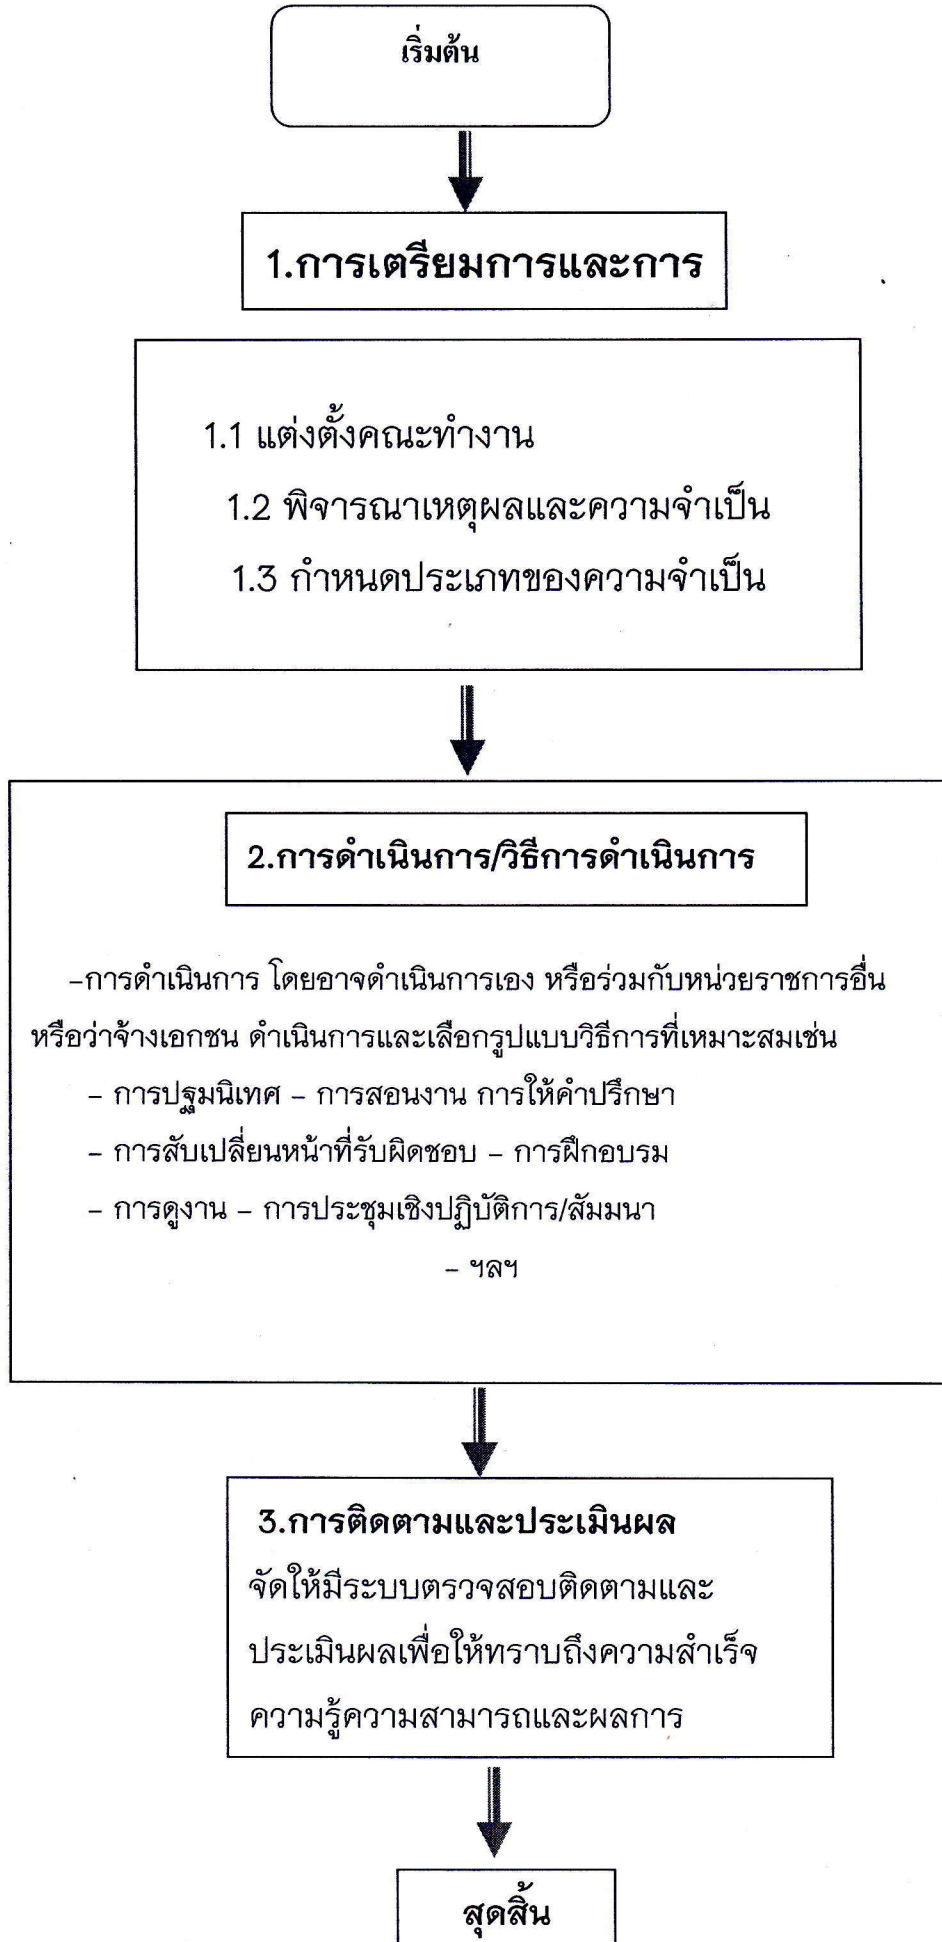 เริ่มต้น
1.การเตรียมการและการ
1.1 แต่งตั้งคณะทำงาน
1.2 พิจารณาเหตุผลและความจำเป็น
1.3 กำหนดประเภทของความจำเป็น
2.การดำเนินการ/วิธีการดำเนินการ
-การดำเนินการ โดยอาจดำเนินการเอง หรือร่วมกับหน่วยราชการอื่น
หรือว่าจ้างเอกชน ดำเนินการและเลือกรูปแบบวิธีการที่เหมาะสมเช่น
- การปฐมนิเทศ - การสอนงาน การให้คำปรึกษา
- การสับเปลี่ยนหน้าที่รับผิดชอบ - การฝึกอบรม
- การดูงาน - การประชุมเชิงปฏิบัติการ/สัมมนา
- ฯลฯ
3.การติดตามและประเมินผล
จัดให้มีระบบตรวจสอบติดตามและ
ประเมินผลเพื่อให้ทราบถึงความสำเร็จ
ความรู้ความสามารถและผลการ
สุดสิ้น